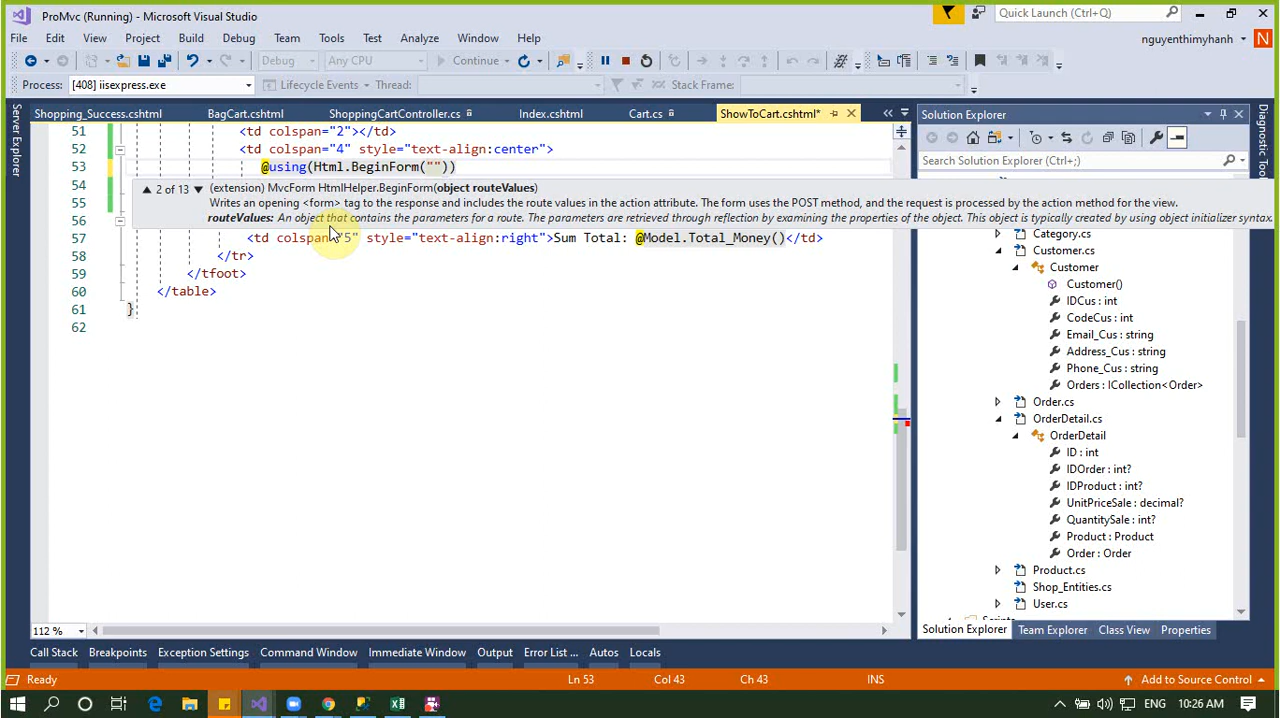 ProMvc (Running) - Microsoft Visual Studio
Quick Launch (Ctrl+Q)
File Edit View Project Build Debug Team Tools Test Analyze Window Help
nguyenthimyhanh N
Debug Any CPU Continue
Process: [408] iisexpress.exe Lifecycle Events Thread: Stack Frame:
Server Explorer
Shopping_Success.cshtml BagCart.cshtml ShoppingCartController.cs Index.cshtml Cart.cs ShowToCart.cshtml*
51 <td colspan="2"></td>
52 <td colspan="4" style="text-align:center">
53 @using(Html.BeginForm(""))
54
2 of 13 (extension) MvcForm HtmlHelper.BeginForm(object routeValues)
55 Writes an opening <form> tag to the response and includes the route values in the action attribute. The form uses the POST method, and the request is processed by the action method for the view.
56 routeValues: An object that contains the parameters for a route. The parameters are retrieved through reflection by examining the properties of the object. This object is typically created by using object initializer syntax.
57 <td colspan="5" style="text-align:right">Sum Total: @Model.Total_Money()</td>
58 </tr>
59 </tfoot>
60 </table>
61 }
62
112 %
Solution Explorer
Search Solution Explorer (Ctrl+;)
Category.cs
Customer.cs
Customer
Customer()
IDCus : int
CodeCus : int
Email_Cus : string
Address_Cus : string
Phone_Cus : string
Orders : ICollection<Order>
Order.cs
OrderDetail.cs
OrderDetail
ID : int
IDOrder : int?
IDProduct : int?
UnitPriceSale : decimal?
QuantitySale : int?
Product : Product
Order : Order
Product.cs
Shop_Entities.cs
User.cs
Solution Explorer Team Explorer Class View Properties
Diagnostic Tools
Call Stack Breakpoints Exception Settings Command Window Immediate Window Output Error List ... Autos Locals
Ready Ln 53 Col 43 Ch 43 INS Add to Source Control
ENG 10:26 AM